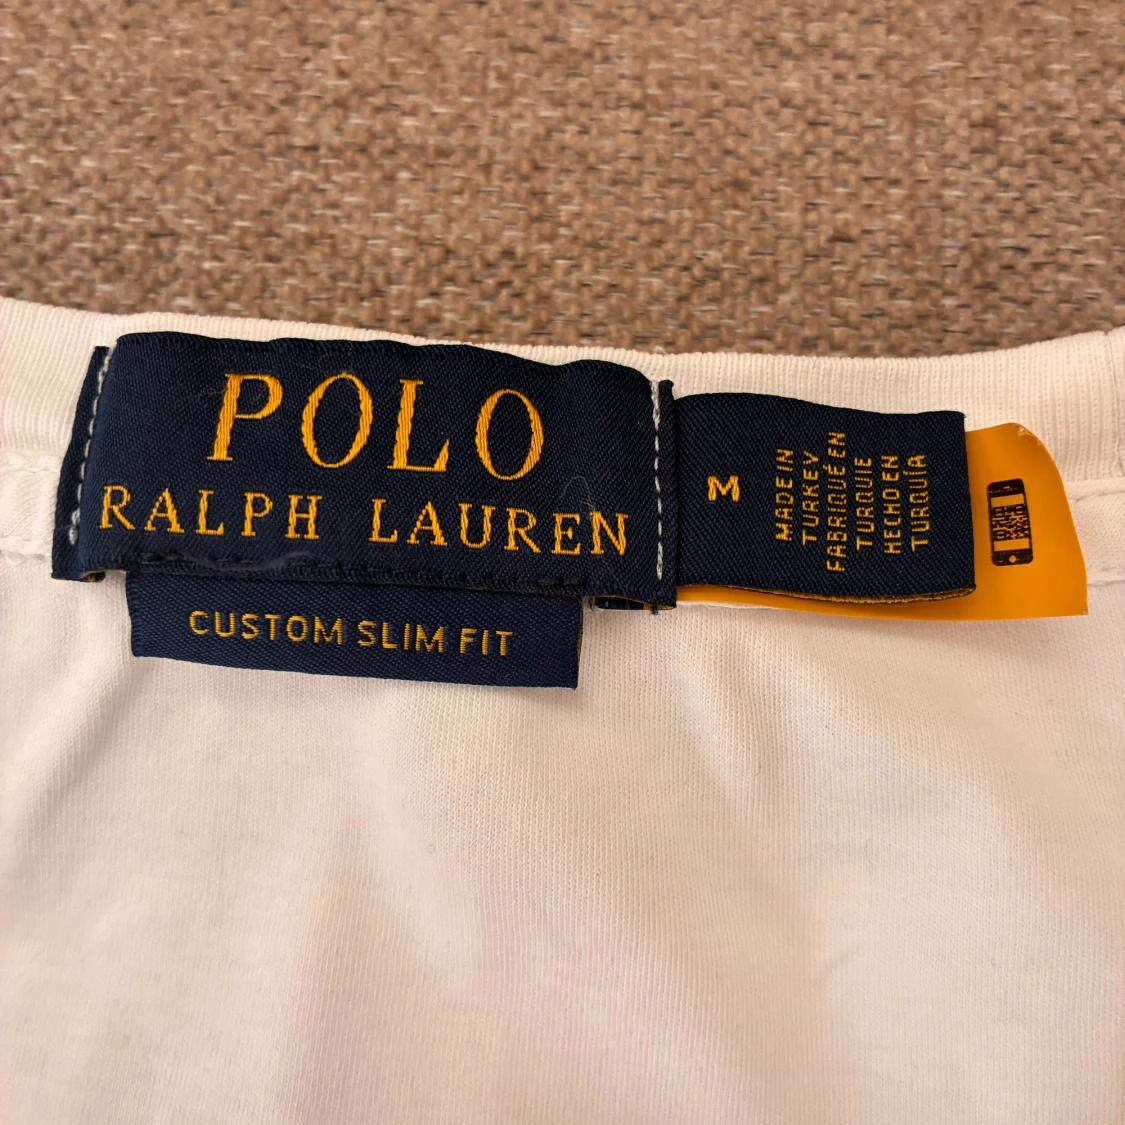 POLO
RALPH LAUREN
CUSTOM SLIM FIT
M
MADE IN
TURKEY
FABRIQUÉ EN
TURQUIE
HECHO EN
TURQUÍA